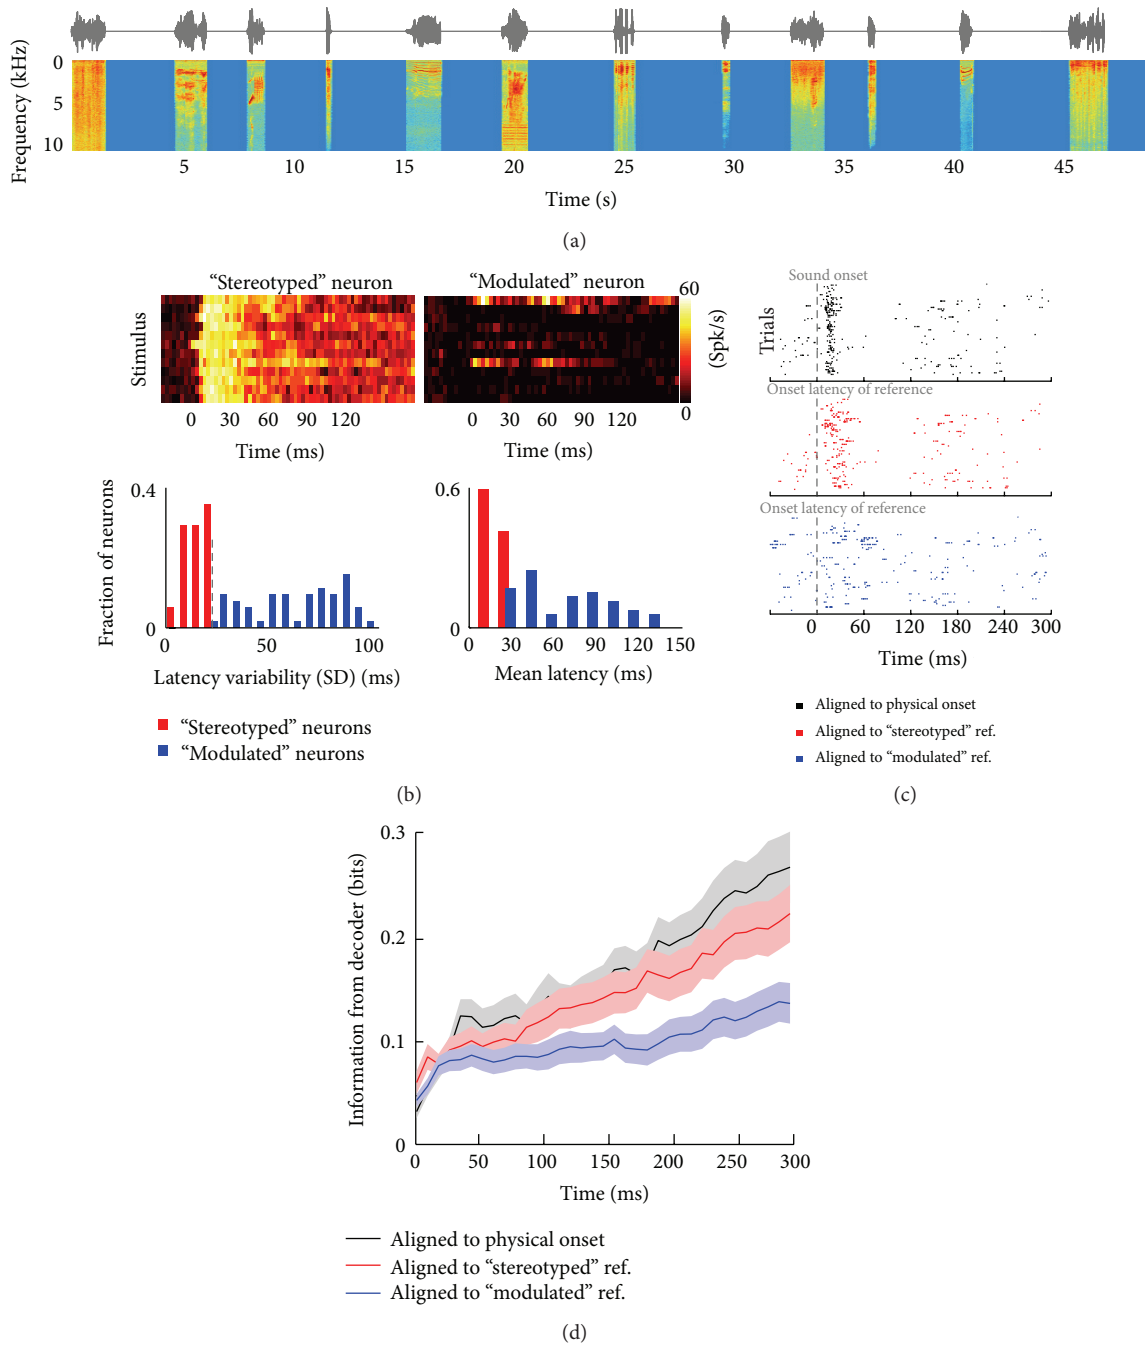 Frequency (kHz)
0
5
10
5 10 15 20 25 30 35 40 45
Time (s)
(a)
"Stereotyped" neuron
"Modulated" neuron
Stimulus
60
(Spk/s)
0
0 30 60 90 120
0 30 60 90 120
Time (ms)
Time (ms)
Fraction of neurons
0.4
0
0 50 100
Latency variability (SD) (ms)
0.6
0
0 30 60 90 120 150
Mean latency (ms)
"Stereotyped" neurons
"Modulated" neurons
(b)
Sound onset
Trials
Onset latency of reference
Onset latency of reference
0 60 120 180 240 300
Time (ms)
Aligned to physical onset
Aligned to "stereotyped" ref.
Aligned to "modulated" ref.
(c)
Information from decoder (bits)
0.3
0.2
0.1
0
0 50 100 150 200 250 300
Time (ms)
Aligned to physical onset
Aligned to "stereotyped" ref.
Aligned to "modulated" ref.
(d)